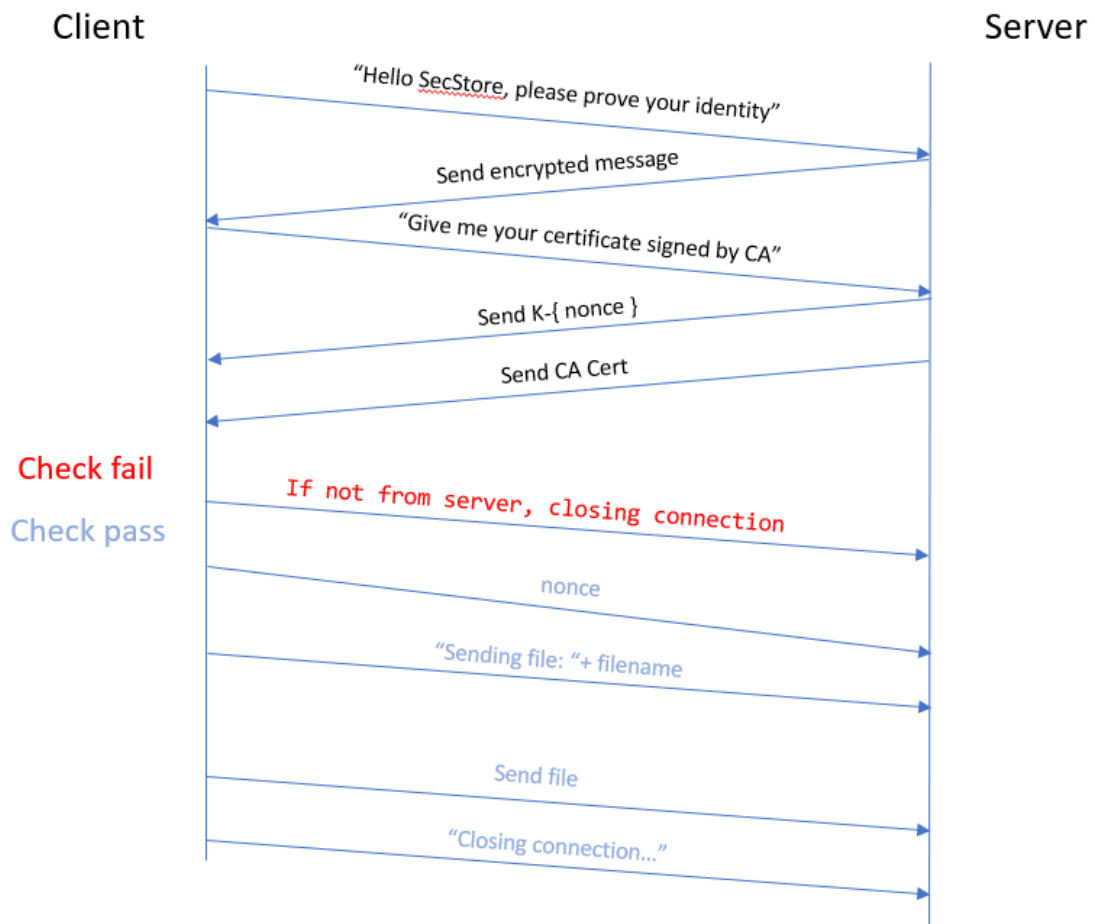 Client
Server
“Hello SecStore, please prove your identity”
Send encrypted message
“Give me your certificate signed by CA”
Send K-{ nonce }
Send CA Cert
Check fail
If not from server, closing connection
Check pass
nonce
“Sending file: “+ filename
Send file
“Closing connection…”